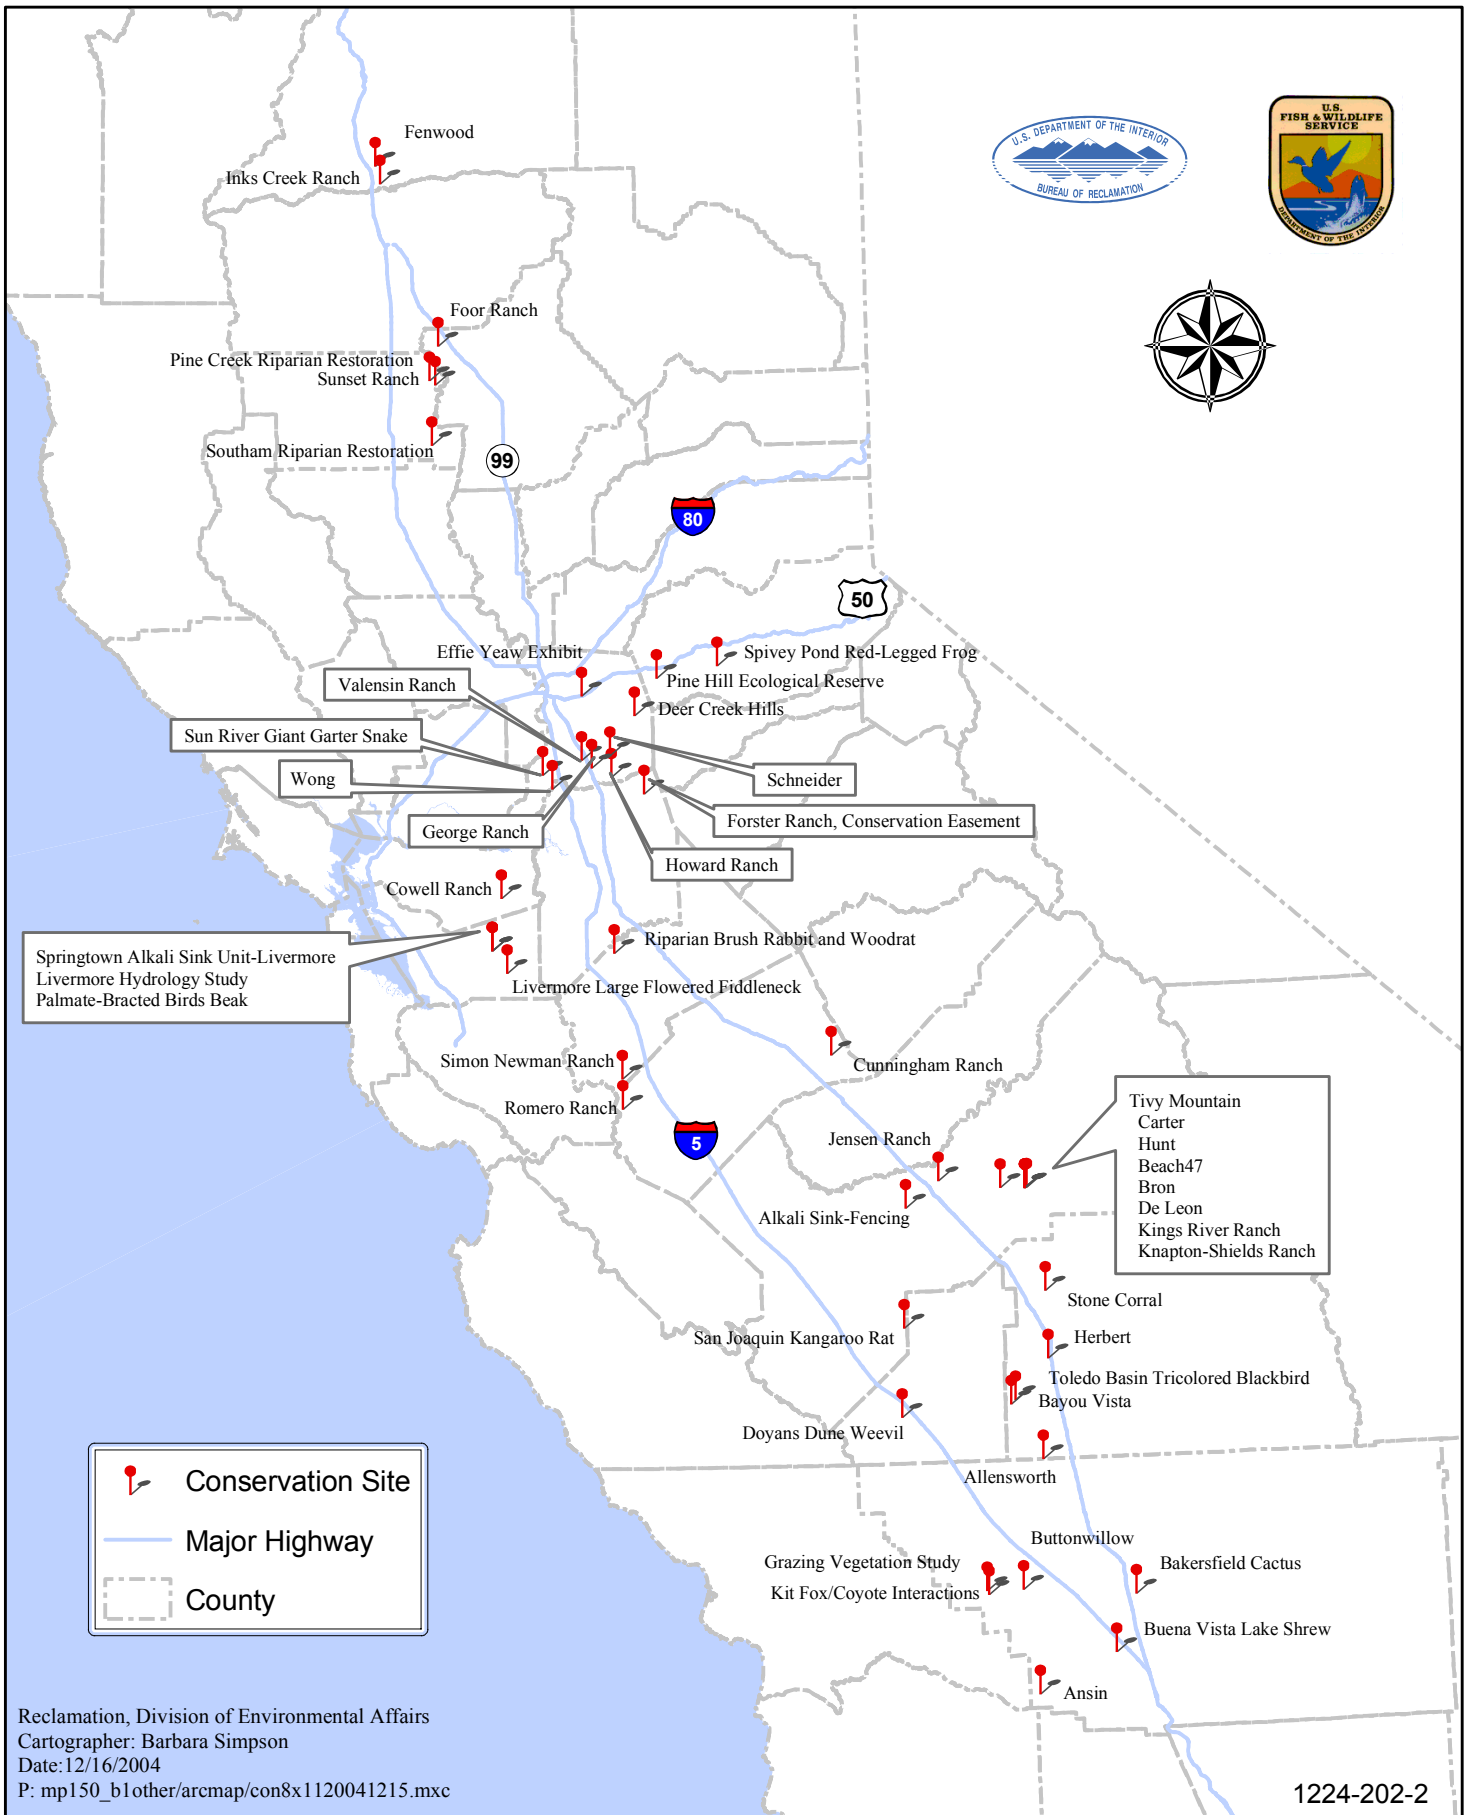 Fenwood
Inks Creek Ranch
U.S. DEPARTMENT OF THE INTERIOR
BUREAU OF RECLAMATION
U.S.
FISH & WILDLIFE
SERVICE
DEPARTMENT OF THE INTERIOR
Foor Ranch
Pine Creek Riparian Restoration
Sunset Ranch
Southam Riparian Restoration
99
80
50
Effie Yeaw Exhibit
Spivey Pond Red-Legged Frog
Pine Hill Ecological Reserve
Valensin Ranch
Deer Creek Hills
Sun River Giant Garter Snake
Wong
Schneider
George Ranch
Forster Ranch, Conservation Easement
Howard Ranch
Cowell Ranch
Riparian Brush Rabbit and Woodrat
Springtown Alkali Sink Unit-Livermore
Livermore Hydrology Study
Palmate-Bracted Birds Beak
Livermore Large Flowered Fiddleneck
Simon Newman Ranch
Cunningham Ranch
Romero Ranch
5
Tivy Mountain
Carter
Hunt
Beach47
Bron
De Leon
Kings River Ranch
Knapton-Shields Ranch
Jensen Ranch
Alkali Sink-Fencing
Stone Corral
San Joaquin Kangaroo Rat
Herbert
Toledo Basin Tricolored Blackbird
Bayou Vista
Doyans Dune Weevil
Allensworth
Buttonwillow
Grazing Vegetation Study
Bakersfield Cactus
Kit Fox/Coyote Interactions
Buena Vista Lake Shrew
Ansin
Conservation Site
Major Highway
County
Reclamation, Division of Environmental Affairs
Cartographer: Barbara Simpson
Date:12/16/2004
P: mp150_b1other/arcmap/con8x1120041215.mxc
1224-202-2